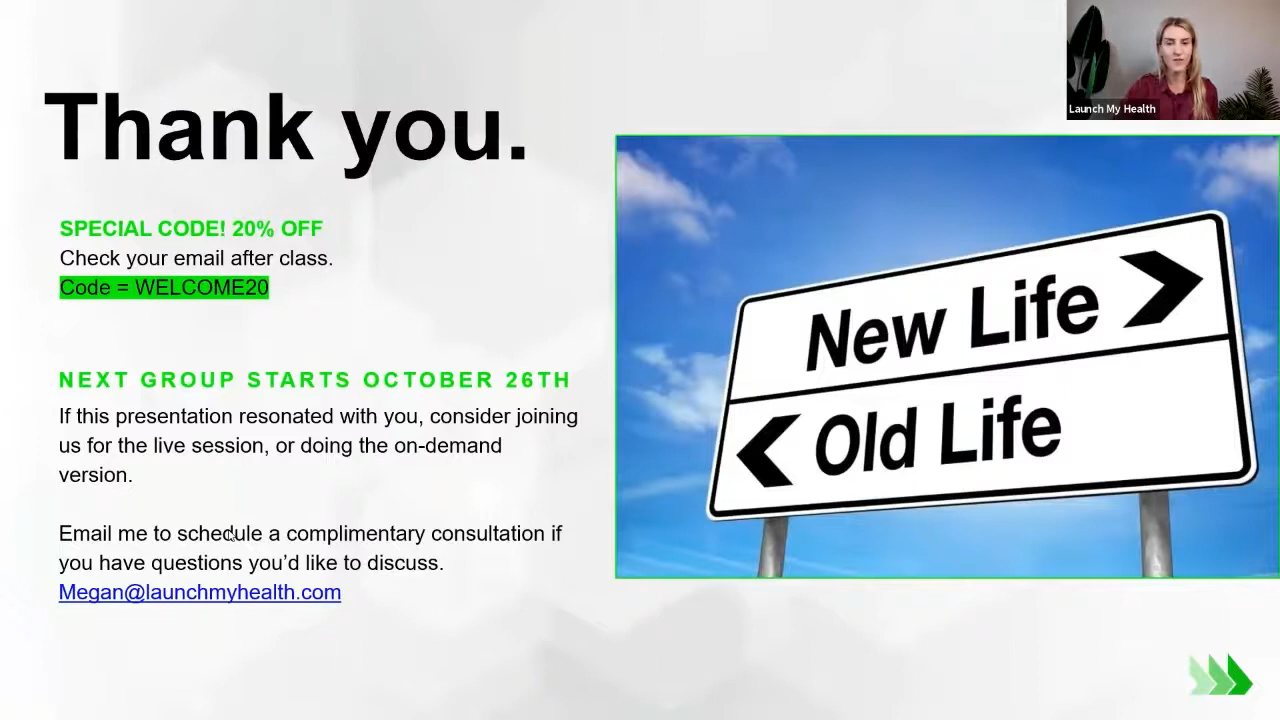 Launch My Health
Thank you.
SPECIAL CODE! 20% OFF
Check your email after class.
Code = WELCOME20
NEXT GROUP STARTS OCTOBER 26TH
If this presentation resonated with you, consider joining
us for the live session, or doing the on-demand
version.
Email me to schedule a complimentary consultation if
you have questions you’d like to discuss.
Megan@launchmyhealth.com
New Life
Old Life